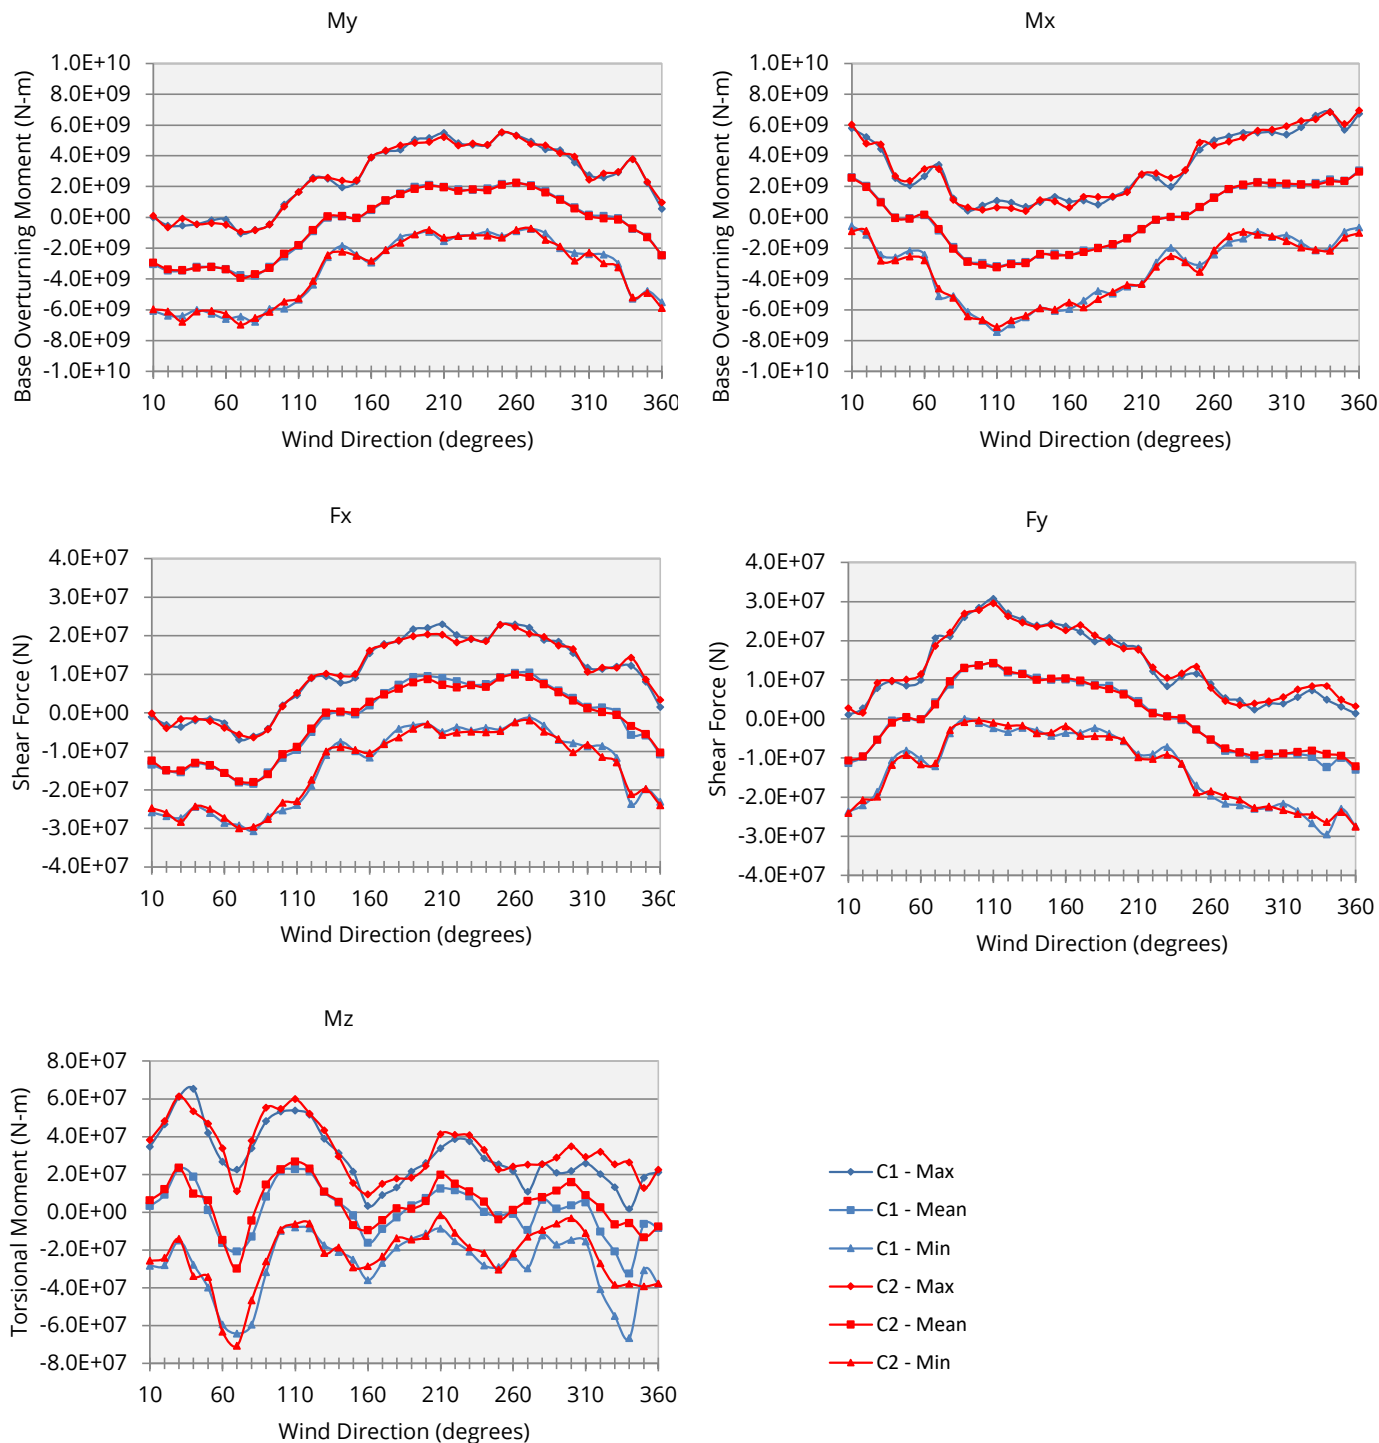 My
Base Overturning Moment (N-m)
1.0E+10
8.0E+09
6.0E+09
4.0E+09
2.0E+09
0.0E+00
-2.0E+09
-4.0E+09
-6.0E+09
-8.0E+09
-1.0E+10
10 60 110 160 210 260 310 360
Wind Direction (degrees)
Mx
Base Overturning Moment (N-m)
1.0E+10
8.0E+09
6.0E+09
4.0E+09
2.0E+09
0.0E+00
-2.0E+09
-4.0E+09
-6.0E+09
-8.0E+09
-1.0E+10
10 60 110 160 210 260 310 360
Wind Direction (degrees)
Fx
Shear Force (N)
4.0E+07
3.0E+07
2.0E+07
1.0E+07
0.0E+00
-1.0E+07
-2.0E+07
-3.0E+07
-4.0E+07
10 60 110 160 210 260 310 360
Wind Direction (degrees)
Fy
Shear Force (N)
4.0E+07
3.0E+07
2.0E+07
1.0E+07
0.0E+00
-1.0E+07
-2.0E+07
-3.0E+07
-4.0E+07
10 60 110 160 210 260 310 360
Wind Direction (degrees)
Mz
Torsional Moment (N-m)
8.0E+07
6.0E+07
4.0E+07
2.0E+07
0.0E+00
-2.0E+07
-4.0E+07
-6.0E+07
-8.0E+07
10 60 110 160 210 260 310 360
Wind Direction (degrees)
C1 - Max
C1 - Mean
C1 - Min
C2 - Max
C2 - Mean
C2 - Min